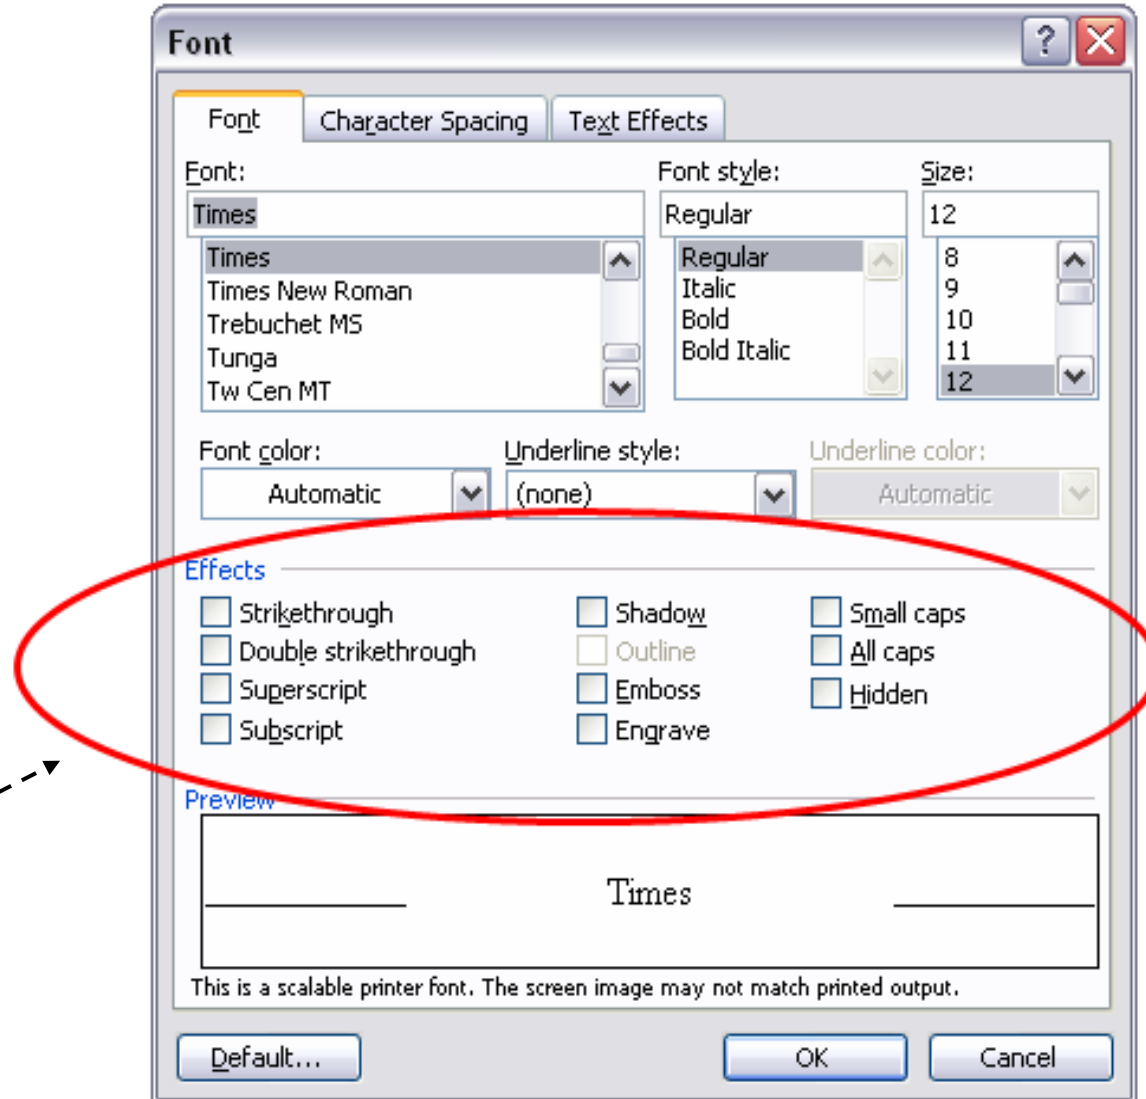 Font
Font Character Spacing Text Effects
Font: Font style: Size:
Times Regular 12
Times Regular 8
Times New Roman Italic 9
Trebuchet MS Bold 10
Tunga Bold Italic 11
Tw Cen MT 12
Font color: Underline style: Underline color:
Automatic (none) Automatic
Effects
Strikethrough Shadow Small caps
Double strikethrough Outline All caps
Superscript Emboss Hidden
Subscript Engrave
Preview
Times
This is a scalable printer font. The screen image may not match printed output.
Default... OK Cancel